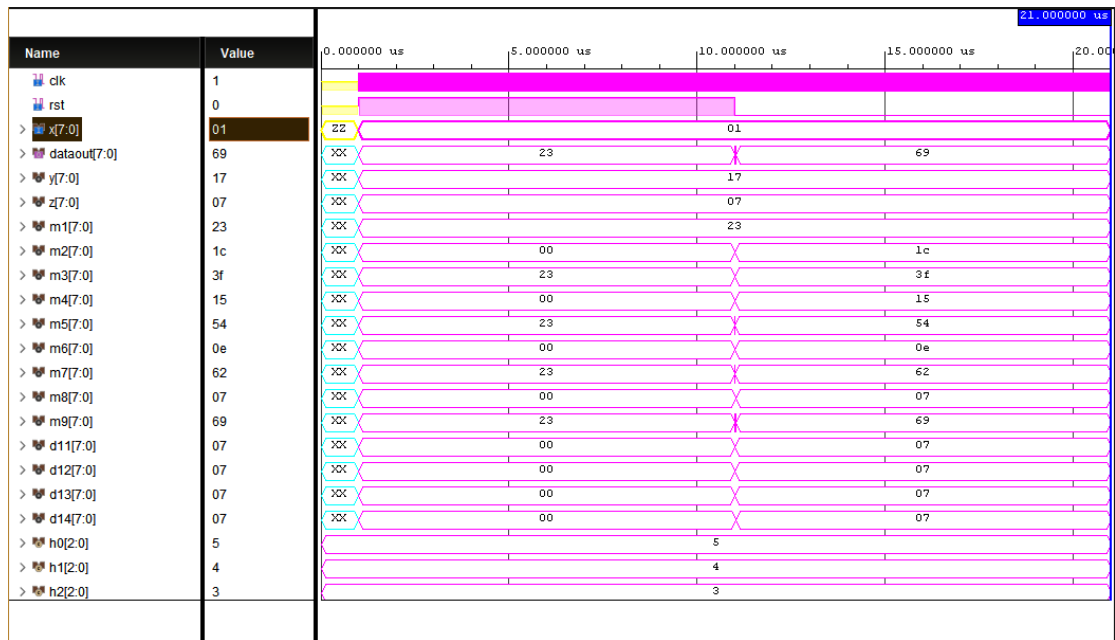 21.000000 us
Name Value 0.000000 us 5.000000 us 10.000000 us 15.000000 us 20.00
clk 1
rst 0
x[7:0] 01 ZZ 01
dataout[7:0] 69 XX 23 69
y[7:0] 17 XX 17
z[7:0] 07 XX 07
m1[7:0] 23 XX 23
m2[7:0] 1c XX 00 1c
m3[7:0] 3f XX 23 3f
m4[7:0] 15 XX 00 15
m5[7:0] 54 XX 23 54
m6[7:0] 0e XX 00 0e
m7[7:0] 62 XX 23 62
m8[7:0] 07 XX 00 07
m9[7:0] 69 XX 23 69
d11[7:0] 07 XX 00 07
d12[7:0] 07 XX 00 07
d13[7:0] 07 XX 00 07
d14[7:0] 07 XX 00 07
h0[2:0] 5 5
h1[2:0] 4 4
h2[2:0] 3 3